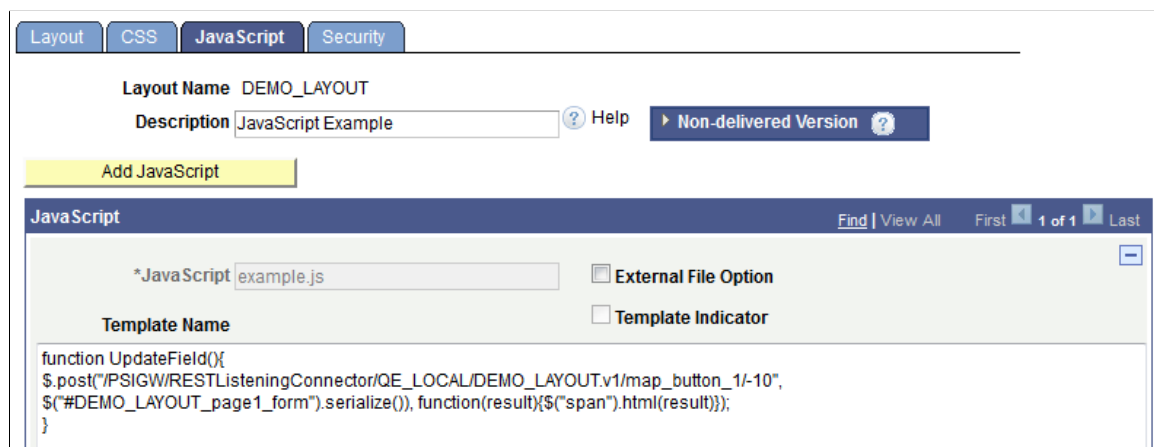 Layout CSS JavaScript Security
Layout Name DEMO_LAYOUT
Description JavaScript Example ? Help Non-delivered Version ?
Add JavaScript
JavaScript Find | View All First 1 of 1 Last
*JavaScript example.js External File Option
Template Name Template Indicator
function UpdateField(){
$.post("/PSIGW/RESTListeningConnector/QE_LOCAL/DEMO_LAYOUT.v1/map_button_1/-10",
$("#DEMO_LAYOUT_page1_form").serialize()), function(result){$("span").html(result)});
}